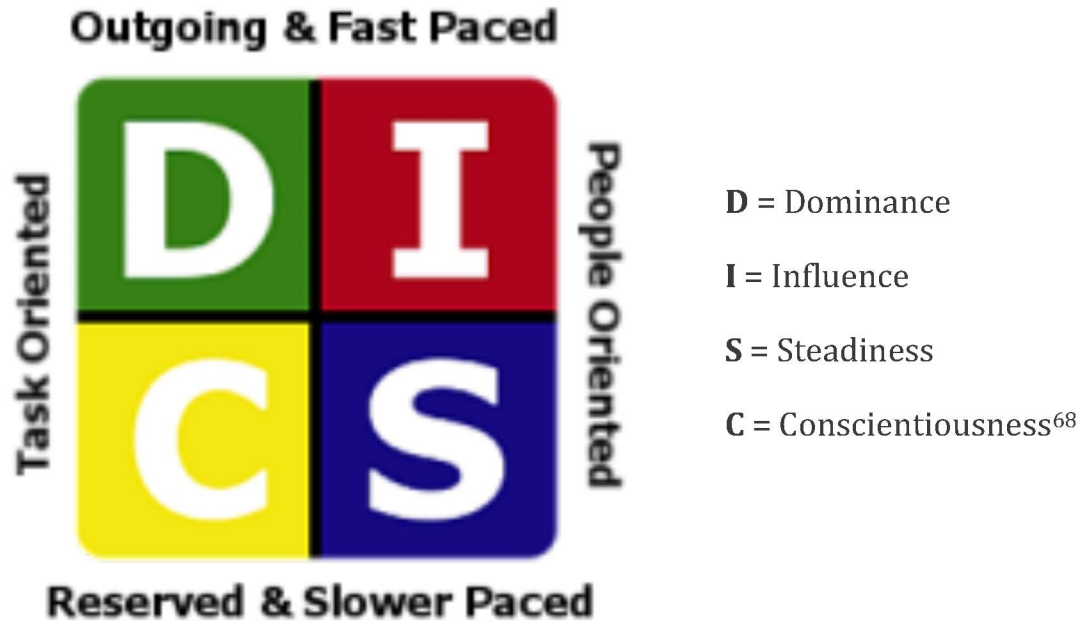 Outgoing & Fast Paced
Task Oriented
D I
C S
People Oriented
Reserved & Slower Paced
D = Dominance
I = Influence
S = Steadiness
C = Conscientiousness⁶⁸